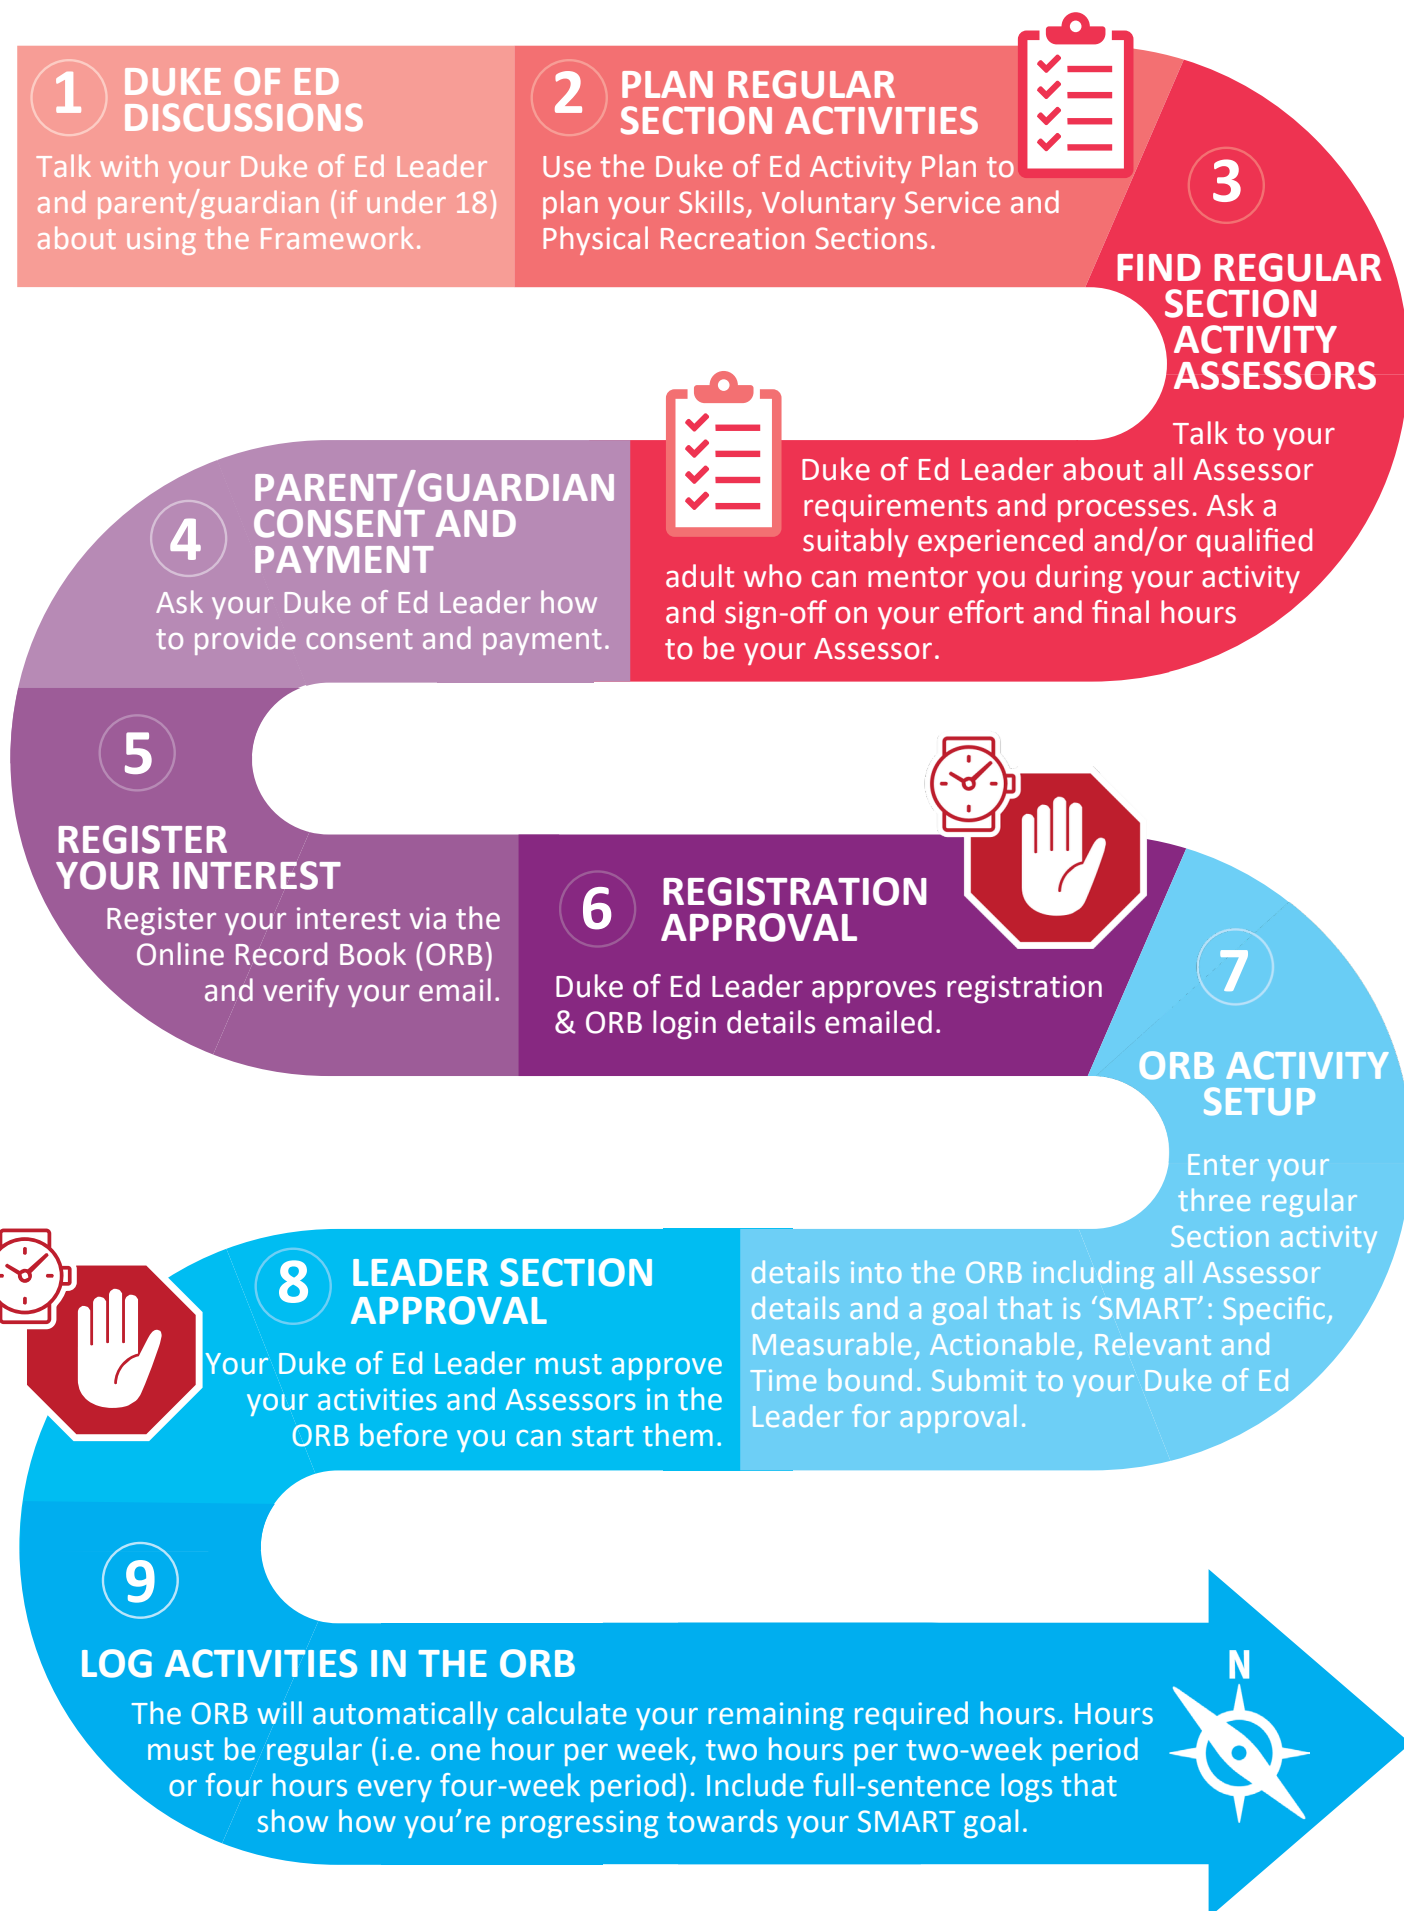 1
DUKE OF ED
DISCUSSIONS
Talk with your Duke of Ed Leader
and parent/guardian (if under 18)
about using the Framework.
2
PLAN REGULAR
SECTION ACTIVITIES
Use the Duke of Ed Activity Plan to
plan your Skills, Voluntary Service and
Physical Recreation Sections.
3
FIND REGULAR
SECTION
ACTIVITY
ASSESSORS
Talk to your
Duke of Ed Leader about all Assessor
requirements and processes. Ask a
suitably experienced and/or qualified
adult who can mentor you during your activity
and sign-off on your effort and final hours
to be your Assessor.
4
PARENT/GUARDIAN
CONSENT AND
PAYMENT
Ask your Duke of Ed Leader how
to provide consent and payment.
5
REGISTER
YOUR INTEREST
Register your interest via the
Online Record Book (ORB)
and verify your email.
6
REGISTRATION
APPROVAL
Duke of Ed Leader approves registration
& ORB login details emailed.
7
ORB ACTIVITY
SETUP
Enter your
three regular
Section activity
details into the ORB including all Assessor
details and a goal that is ‘SMART’: Specific,
Measurable, Actionable, Relevant and
Time bound. Submit to your Duke of Ed
Leader for approval.
8
LEADER SECTION
APPROVAL
Your Duke of Ed Leader must approve
your activities and Assessors in the
ORB before you can start them.
9
LOG ACTIVITIES IN THE ORB
The ORB will automatically calculate your remaining required hours. Hours
must be regular (i.e. one hour per week, two hours per two-week period
or four hours every four-week period). Include full-sentence logs that
show how you’re progressing towards your SMART goal.
N